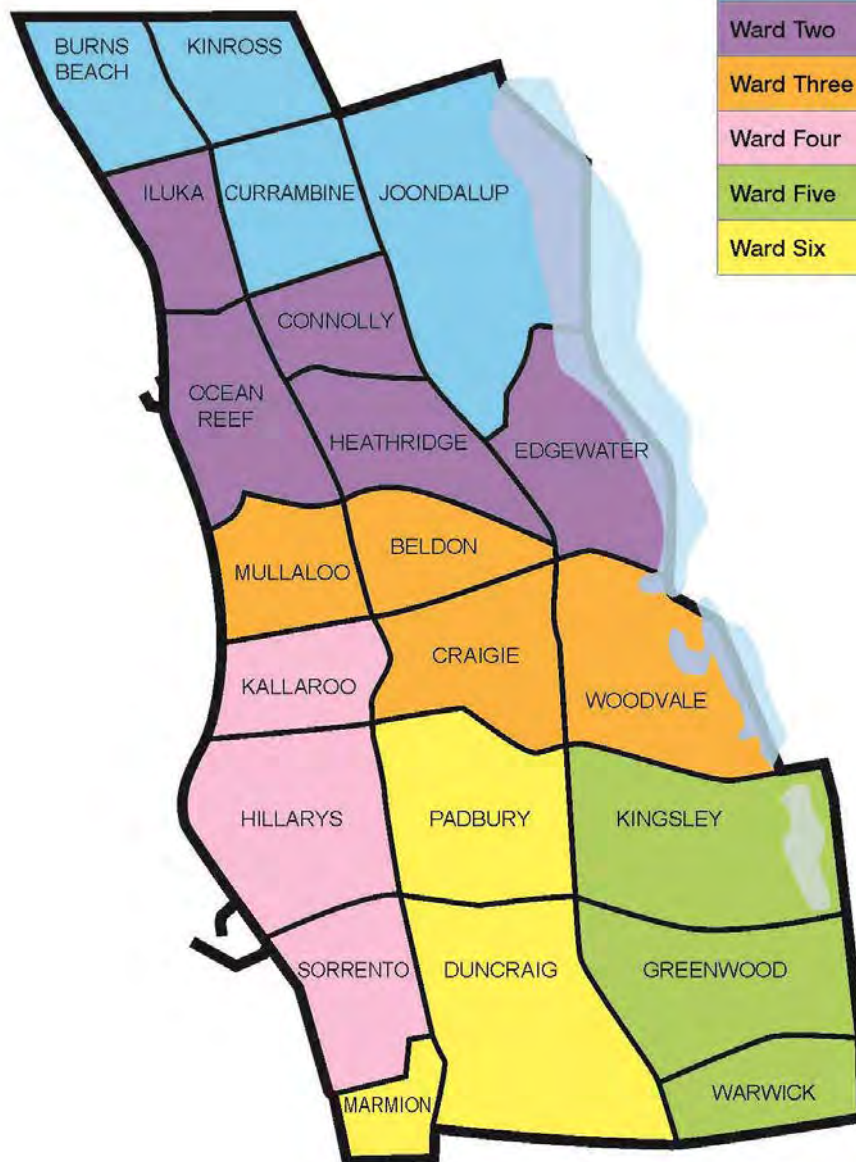 BURNS
BEACH
KINROSS
Ward Two
Ward Three
Ward Four
Ward Five
Ward Six
ILUKA
CURRAMBINE
JOONDALUP
CONNOLLY
OCEAN
REEF
HEATHRIDGE
EDGEWATER
MULLALOO
BELDON
KALLAROO
CRAIGIE
WOODVALE
HILLARYS
PADBURY
KINGSLEY
SORRENTO
DUNCRAIG
GREENWOOD
MARMION
WARWICK